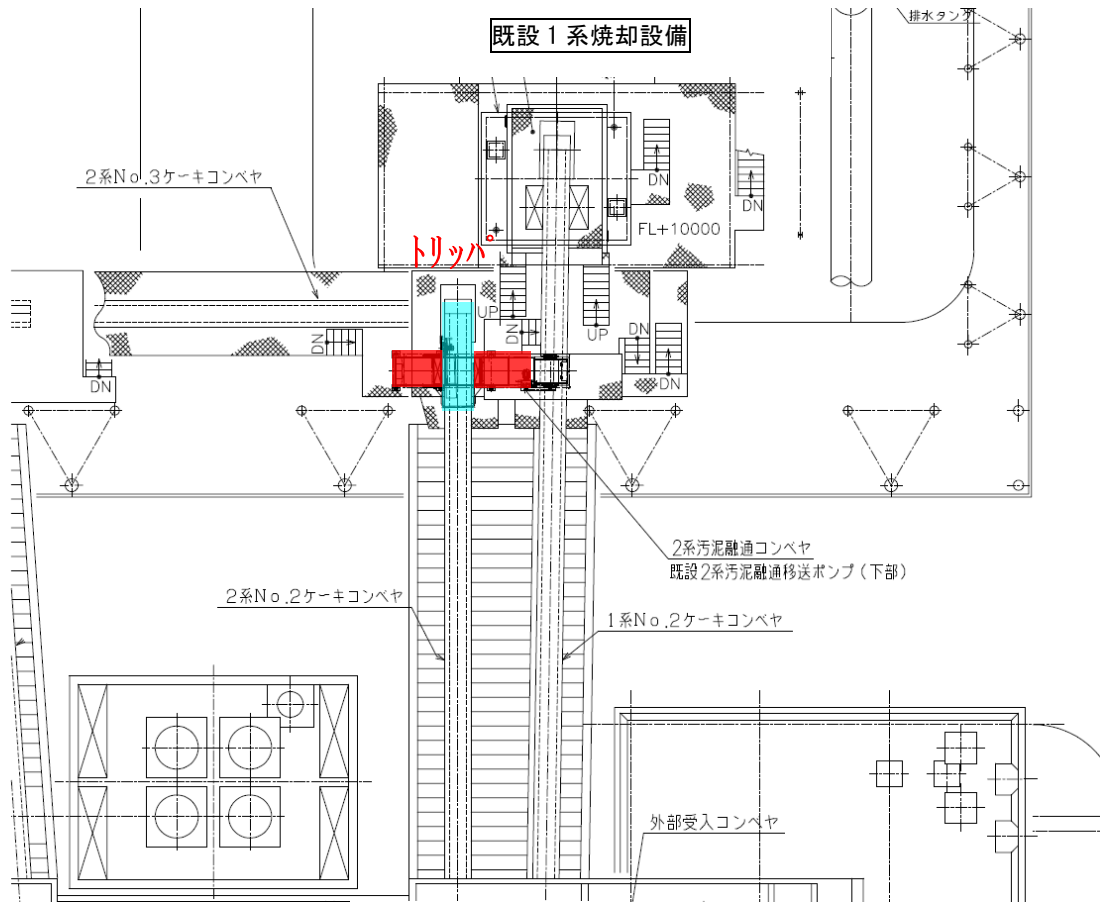 排水タンク
既設1系焼却設備
2系No.3ケーキコンベヤ
DN
DN
FL+10000
トリッパ
UP
DN
DN
UP
DN
DN
DN
2系汚泥融通コンベヤ
既設2系汚泥融通移送ポンプ(下部)
2系No.2ケーキコンベヤ
1系No.2ケーキコンベヤ
外部受入コンベヤ